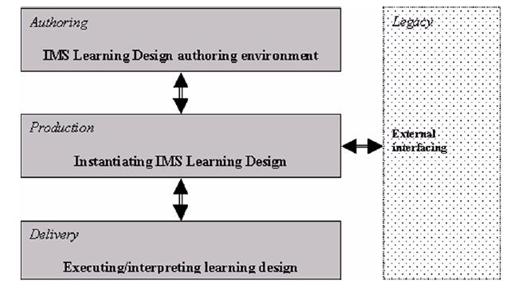 Authoring
IMS Learning Design authoring environment
Production
Instantiating IMS Learning Design
Delivery
Executing/interpreting learning design
Legacy
External
interfacing